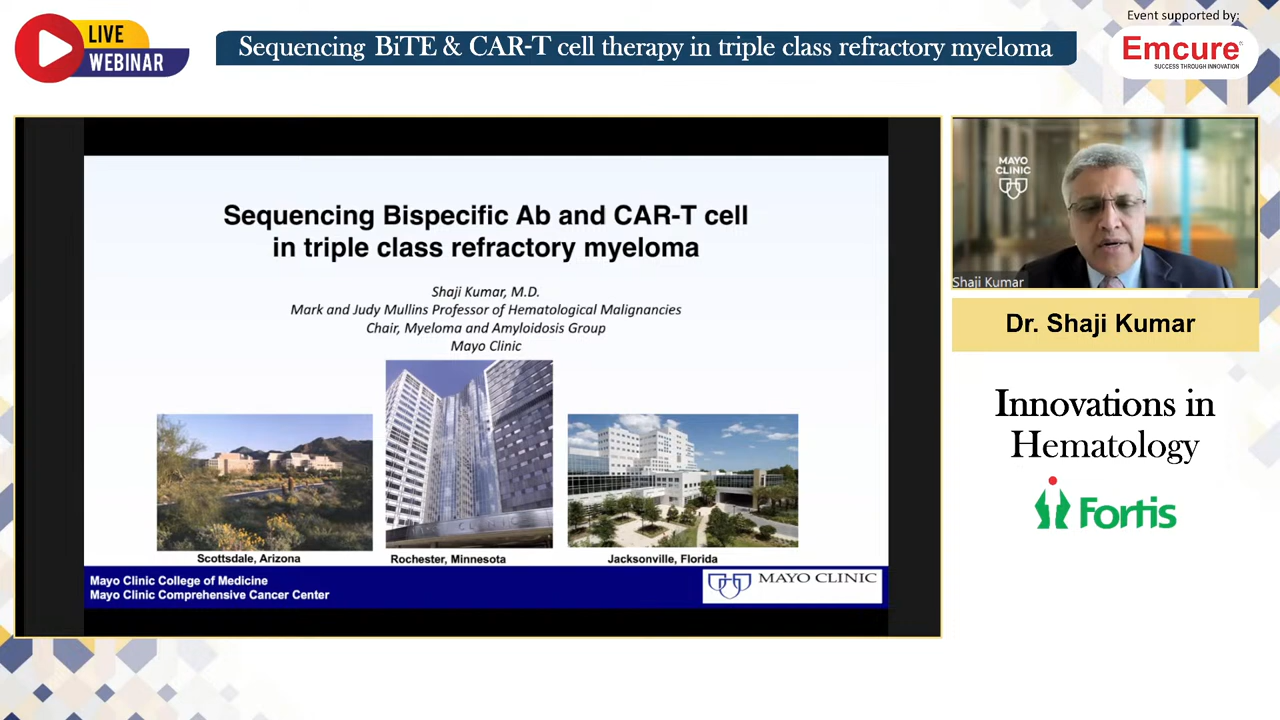 LIVE
WEBINAR
Sequencing BiTE & CAR-T cell therapy in triple class refractory myeloma
Event supported by:
Emcure®
SUCCESS THROUGH INNOVATION
Sequencing Bispecific Ab and CAR-T cell
in triple class refractory myeloma
Shaji Kumar, M.D.
Mark and Judy Mullins Professor of Hematological Malignancies
Chair, Myeloma and Amyloidosis Group
Mayo Clinic
CLINIC
Scottsdale, Arizona
Rochester, Minnesota
Jacksonville, Florida
Mayo Clinic College of Medicine
Mayo Clinic Comprehensive Cancer Center
MAYO CLINIC
MAYO
CLINIC
Shaji Kumar
Dr. Shaji Kumar
Innovations in
Hematology
Fortis